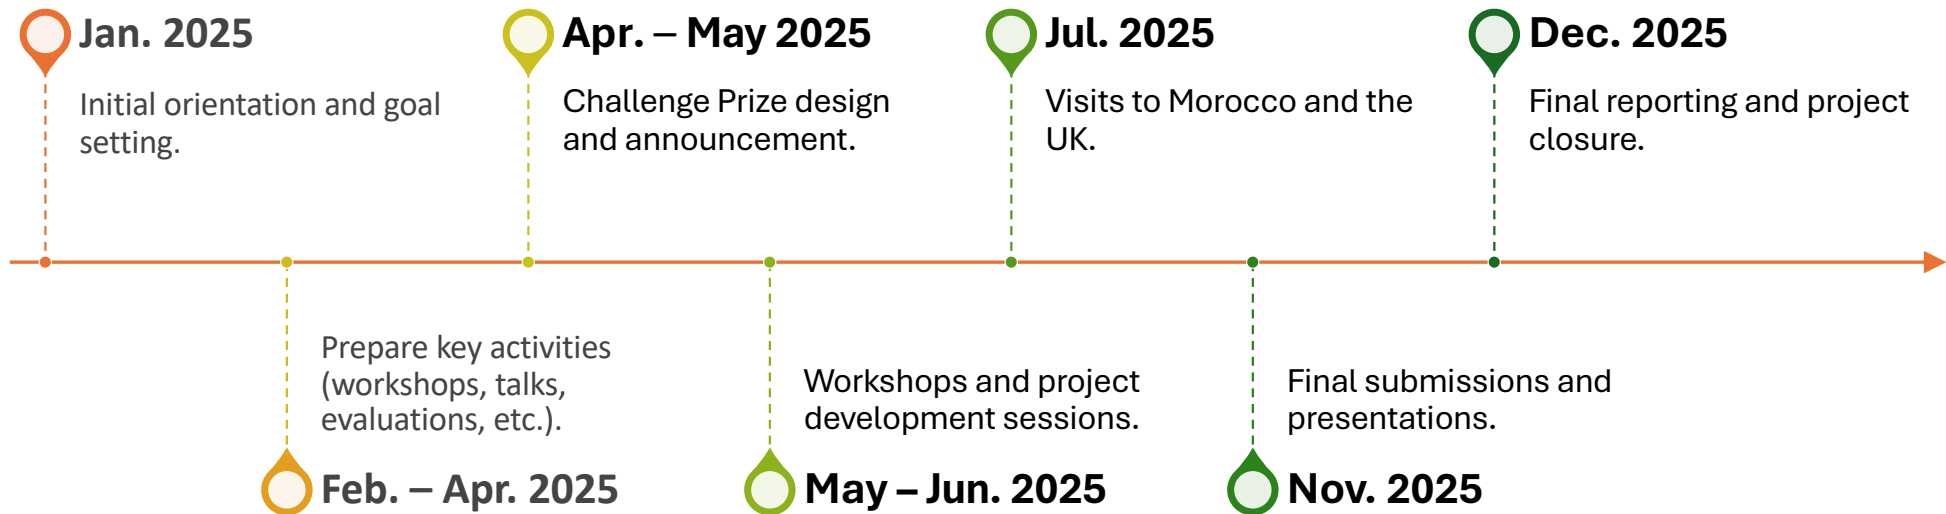 Jan. 2025
Initial orientation and goal
setting.
Prepare key activities
(workshops, talks,
evaluations, etc.).
Feb. – Apr. 2025
Apr. – May 2025
Challenge Prize design
and announcement.
Workshops and project
development sessions.
May – Jun. 2025
Jul. 2025
Visits to Morocco and the
UK.
Final submissions and
presentations.
Nov. 2025
Dec. 2025
Final reporting and project
closure.